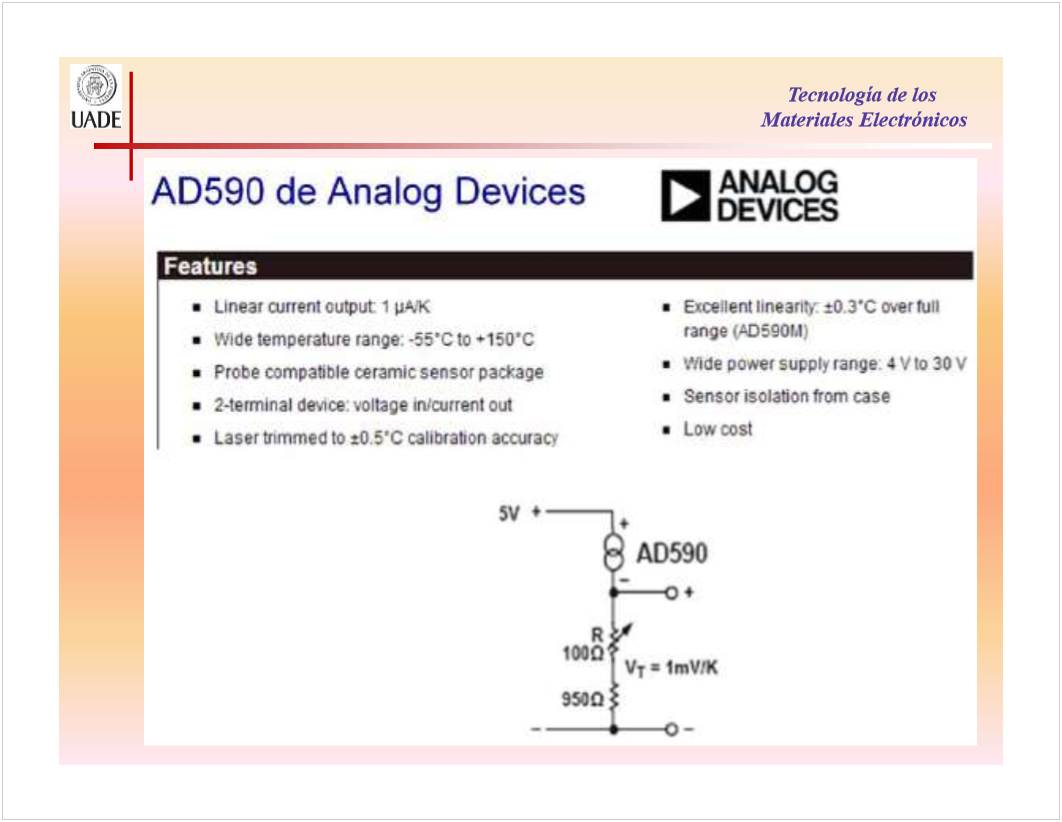 UADE
Tecnología de los
Materiales Electrónicos
AD590 de Analog Devices
ANALOG
DEVICES
Features
■ Linear current output: 1 µA/K
■ Wide temperature range: -55°C to +150°C
■ Probe compatible ceramic sensor package
■ 2-terminal device: voltage in/current out
■ Laser trimmed to ±0.5°C calibration accuracy
■ Excellent linearity: ±0.3°C over full
range (AD590M)
■ Wide power supply range: 4 V to 30 V
■ Sensor isolation from case
■ Low cost
5V +
+
AD590
–
+
R
100Ω
VT = 1mV/K
950Ω
– –